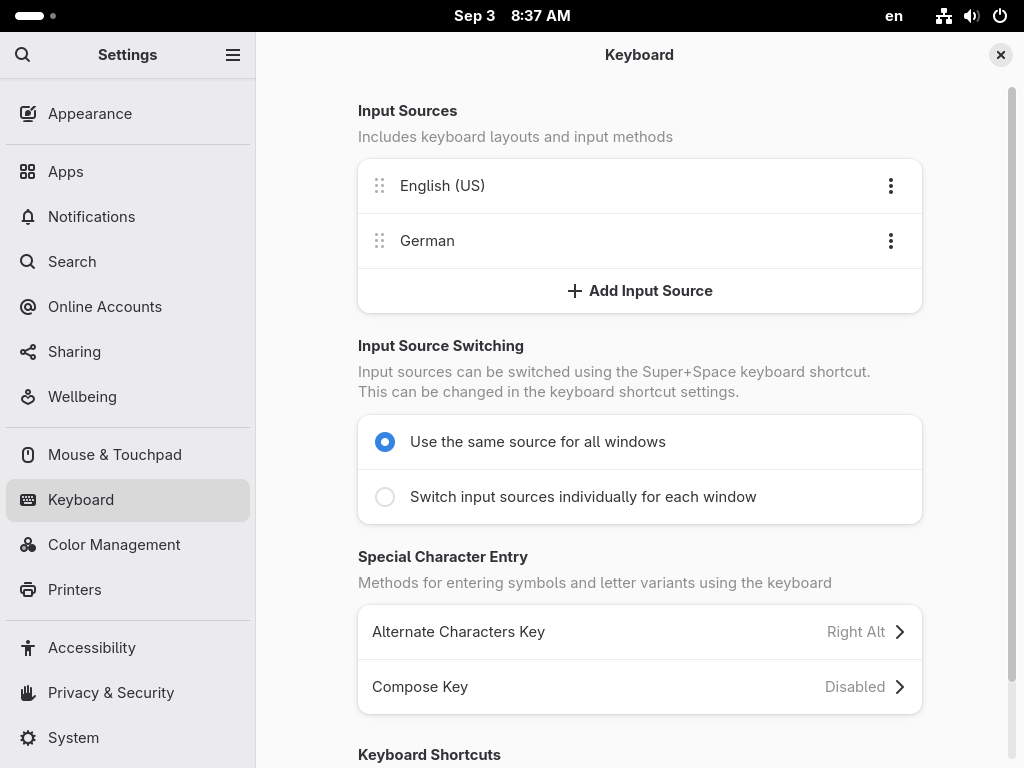 Sep 3 8:37 AM
en
Settings
Keyboard
Appearance
Apps
Notifications
Search
Online Accounts
Sharing
Wellbeing
Mouse & Touchpad
Keyboard
Color Management
Printers
Accessibility
Privacy & Security
System
Input Sources
Includes keyboard layouts and input methods
English (US)
German
Add Input Source
Input Source Switching
Input sources can be switched using the Super+Space keyboard shortcut.
This can be changed in the keyboard shortcut settings.
Use the same source for all windows
Switch input sources individually for each window
Special Character Entry
Methods for entering symbols and letter variants using the keyboard
Alternate Characters Key Right Alt
Compose Key Disabled
Keyboard Shortcuts